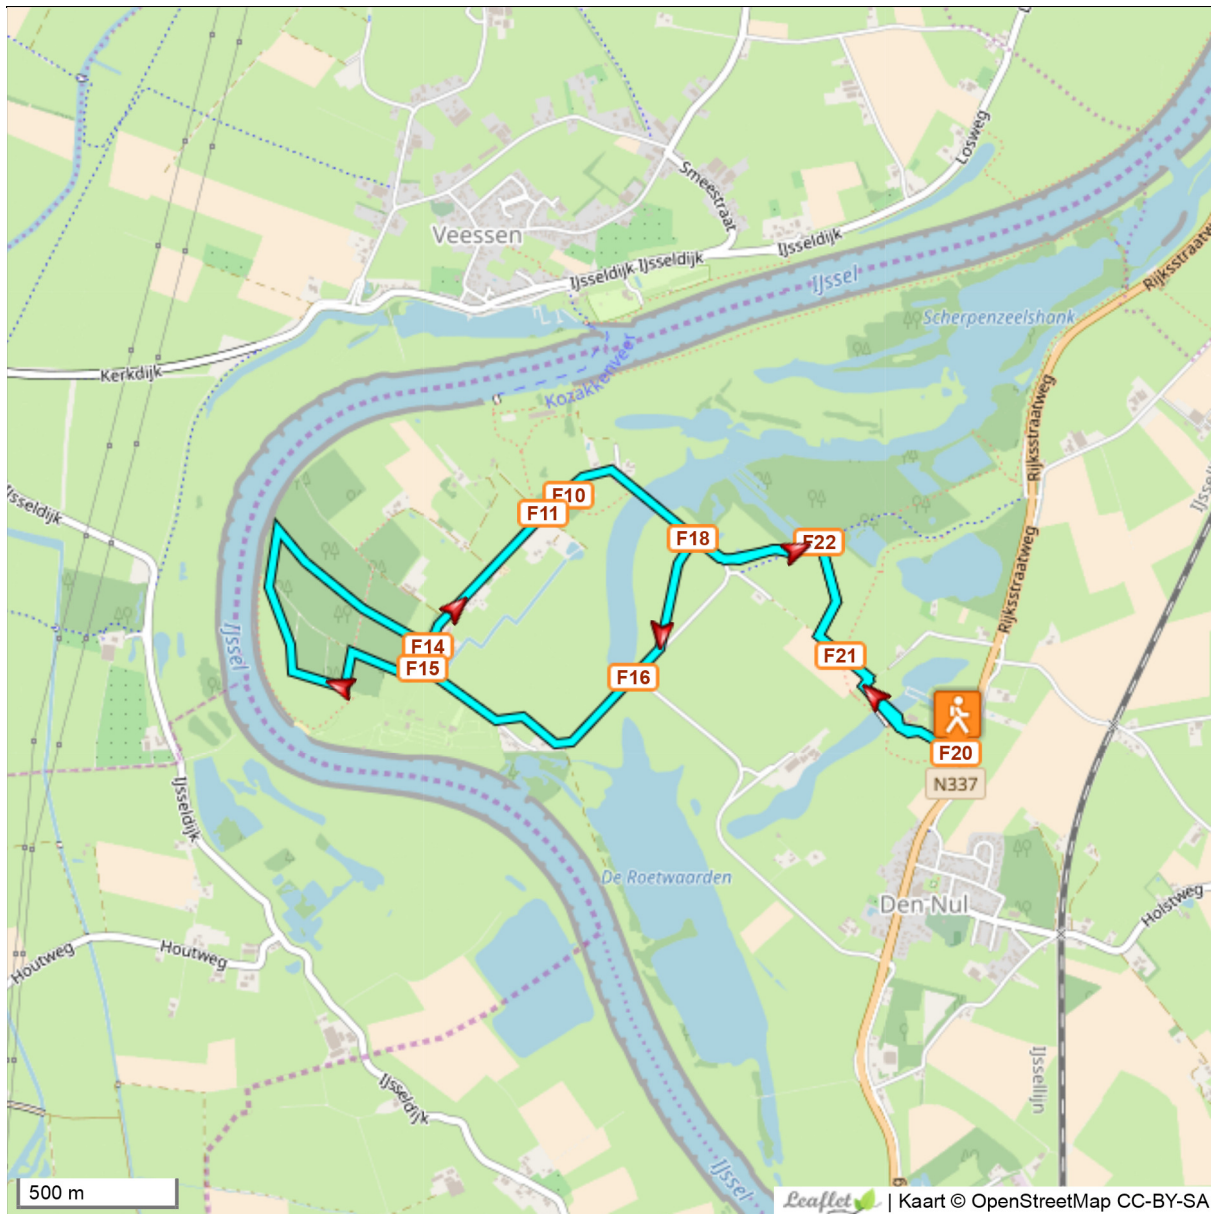 Losweg
Smeestraat
Veessen
IJsseldijk
IJsseldijk IJsseldijk
IJssel
Rijksstraatweg
Scherpenzeelshank
Kerkdijk
Kozakkenveer
Rijksstraatweg
IJsseldijk
F10
F11
F18
F22
Rijksstraatweg
IJssel
F14
F15
F21
F16
F20
N337
IJsseldijk
De Roetwaarden
Den Nul
Holstweg
Houtweg
Houtweg
IJssellijn
IJsseldijk
IJssel
500 m
Leaflet | Kaart © OpenStreetMap CC-BY-SA